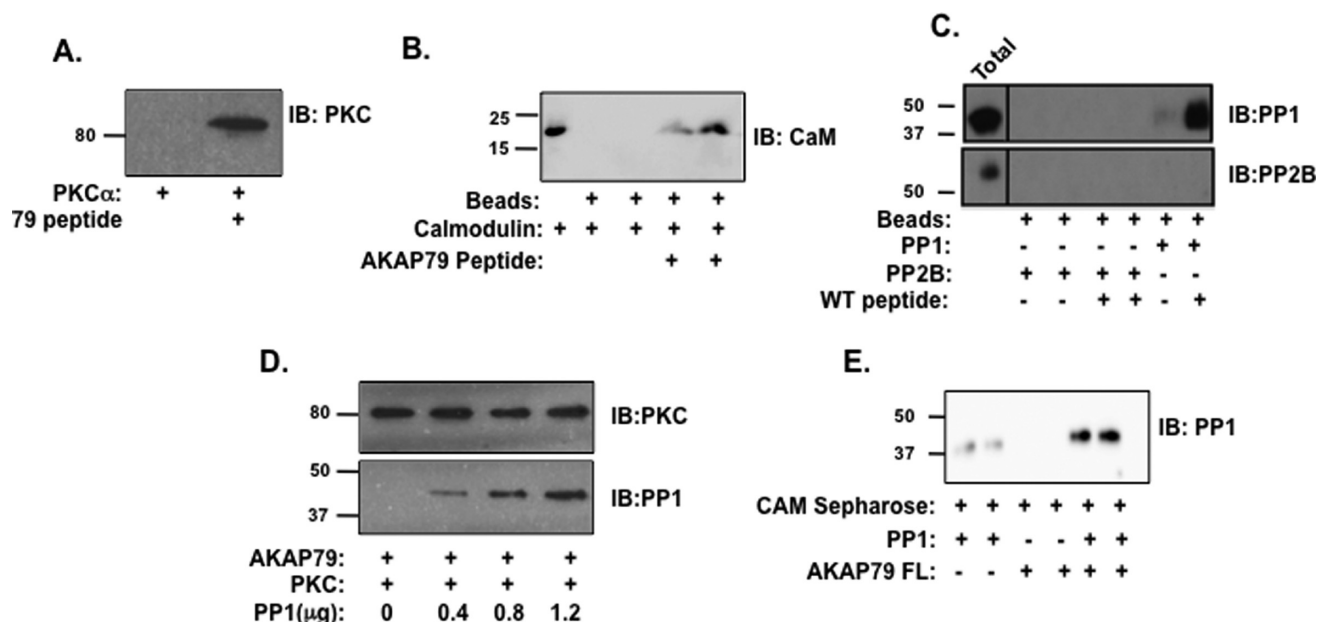 A.
80
IB: PKC
PKCα: + +
79 peptide +
B.
25
15
IB: CaM
Beads: + + + +
Calmodulin: + + + + +
AKAP79 Peptide: + +
C.
Total
50
37
IB:PP1
50
IB:PP2B
Beads: + + + + + +
PP1: - - - - + +
PP2B: + + + + - -
WT peptide: - - + + - +
D.
80
IB:PKC
50
37
IB:PP1
AKAP79: + + + +
PKC: + + + +
PP1(µg): 0 0.4 0.8 1.2
E.
50
37
IB: PP1
CAM Sepharose: + + + + + +
PP1: + + - - + +
AKAP79 FL: - - + + + +